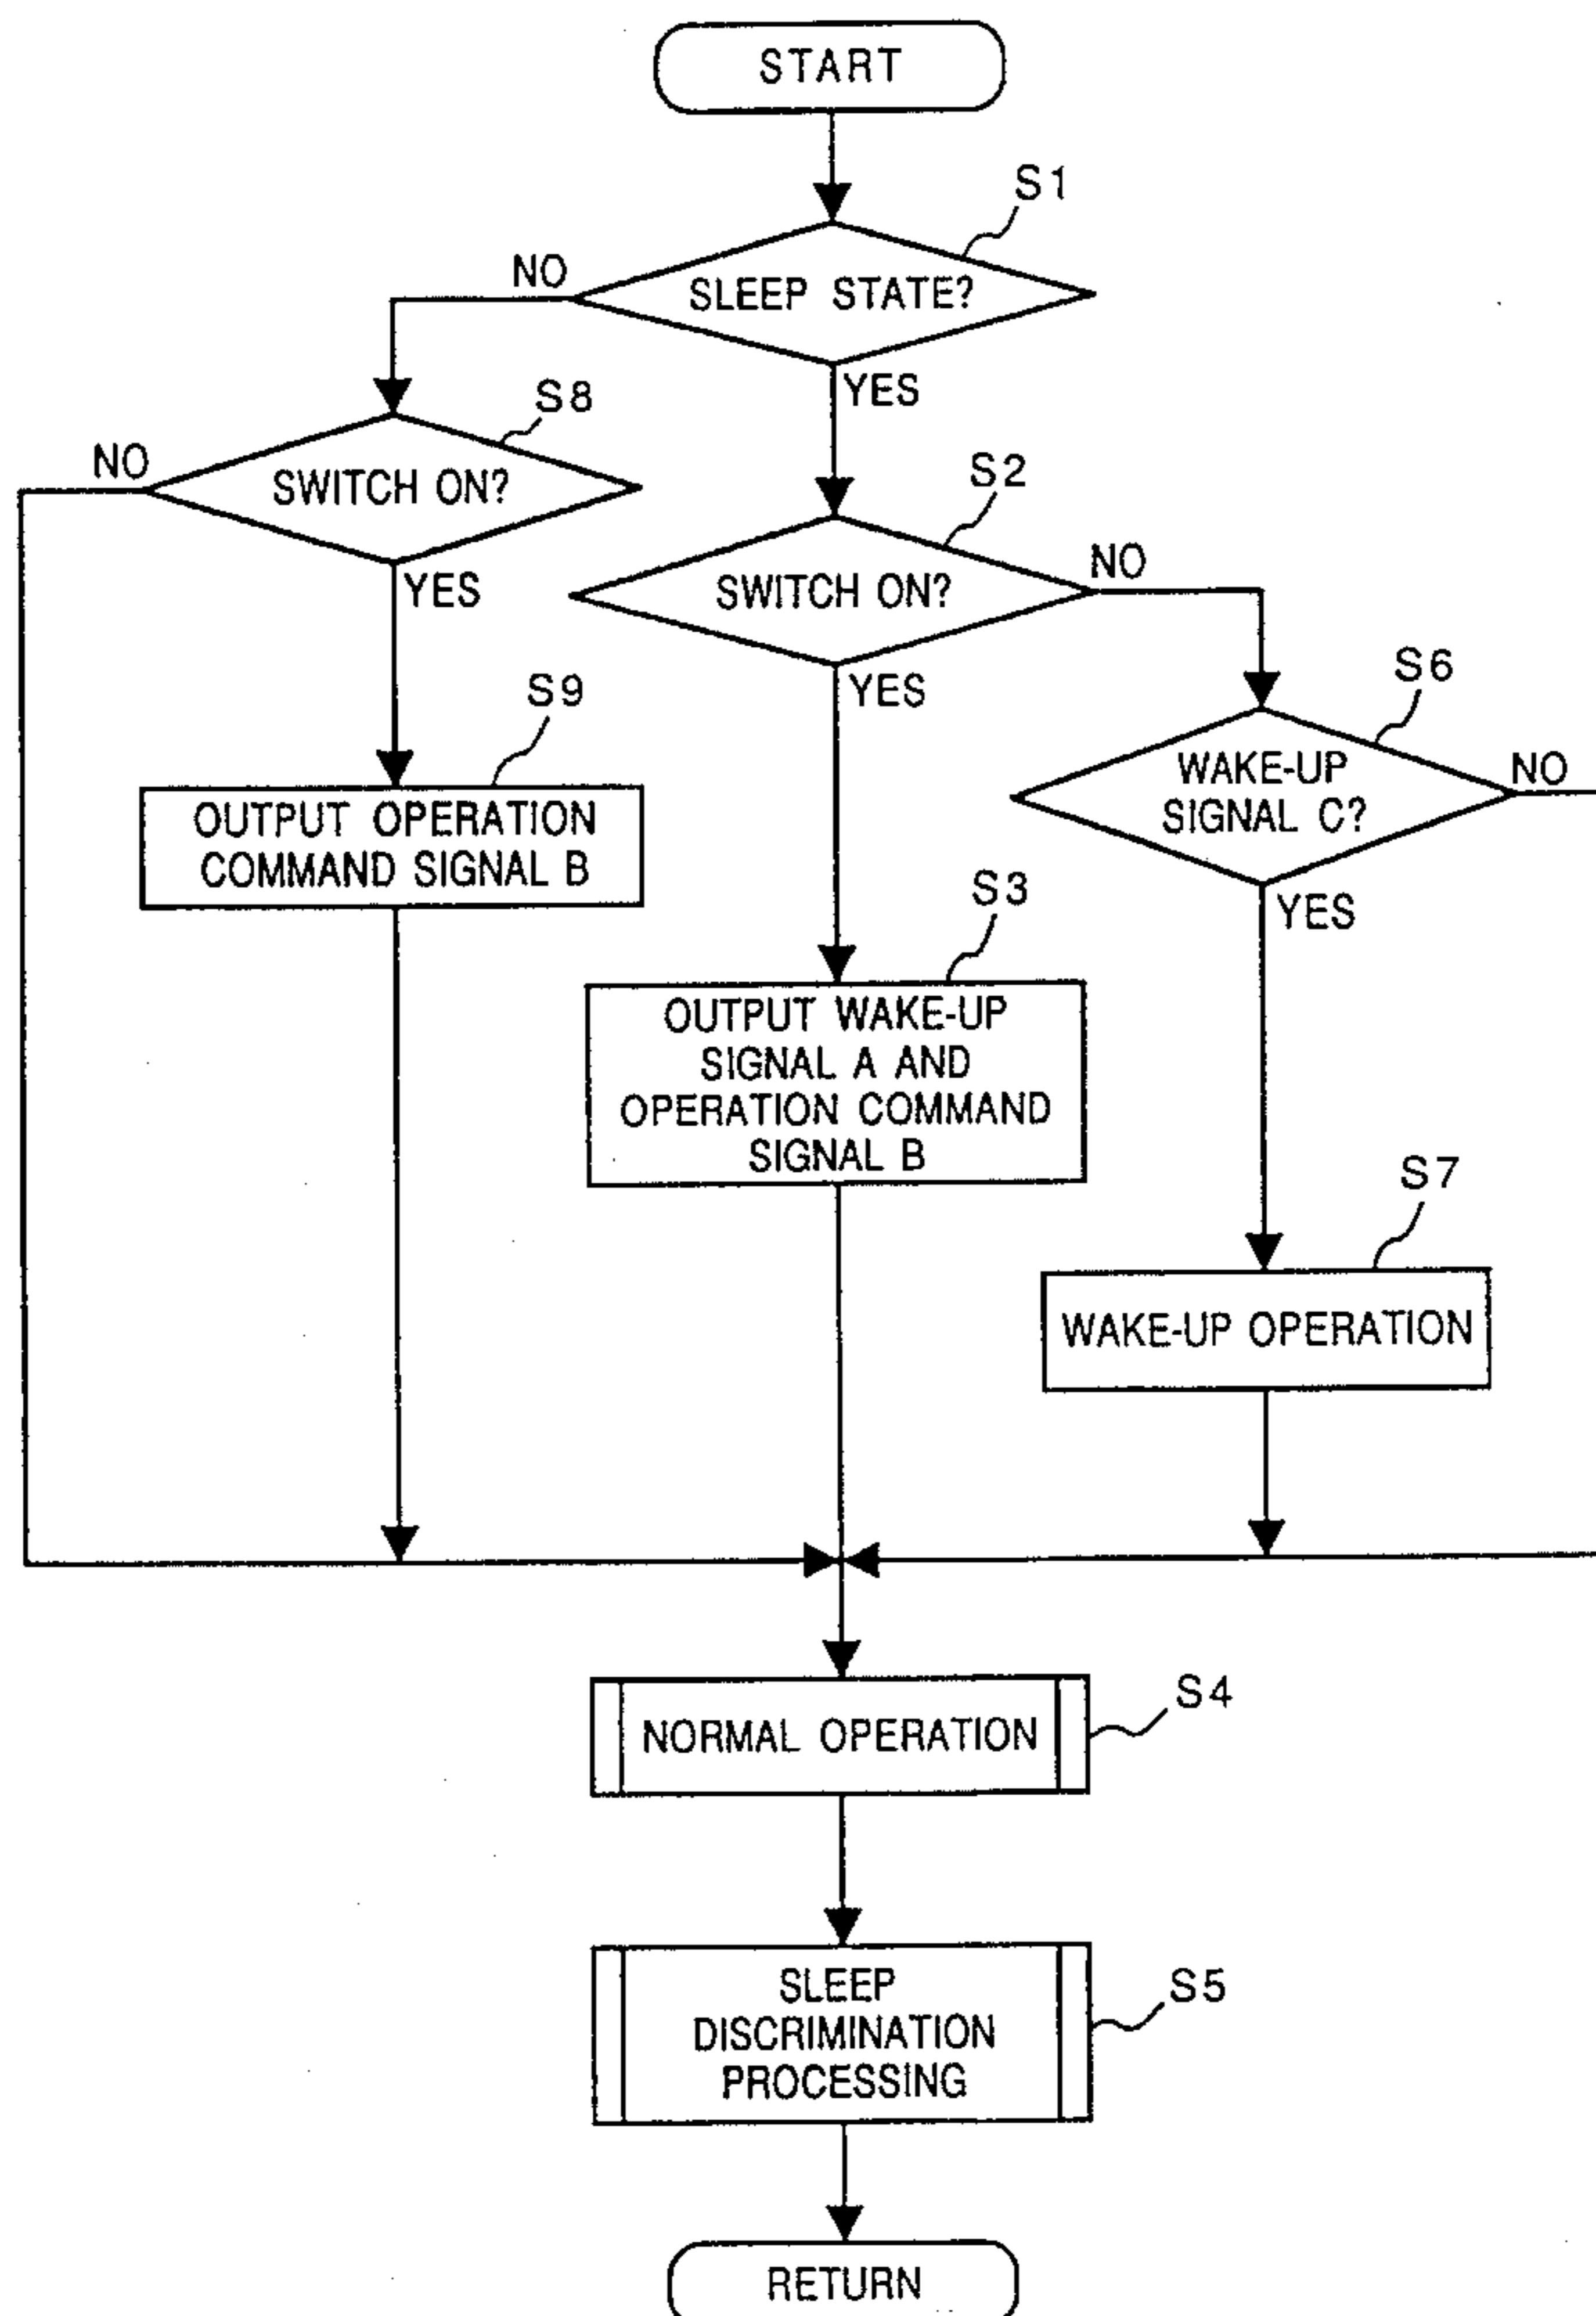 START
S1
NO
SLEEP STATE?
YES
S8
NO
SWITCH ON?
YES
S2
NO
SWITCH ON?
YES
S6
WAKE-UP
SIGNAL C?
NO
YES
S9
OUTPUT OPERATION
COMMAND SIGNAL B
S3
OUTPUT WAKE-UP
SIGNAL A AND
OPERATION COMMAND
SIGNAL B
S7
WAKE-UP OPERATION
NORMAL OPERATION
S4
SLEEP
DISCRIMINATION
PROCESSING
S5
RETURN